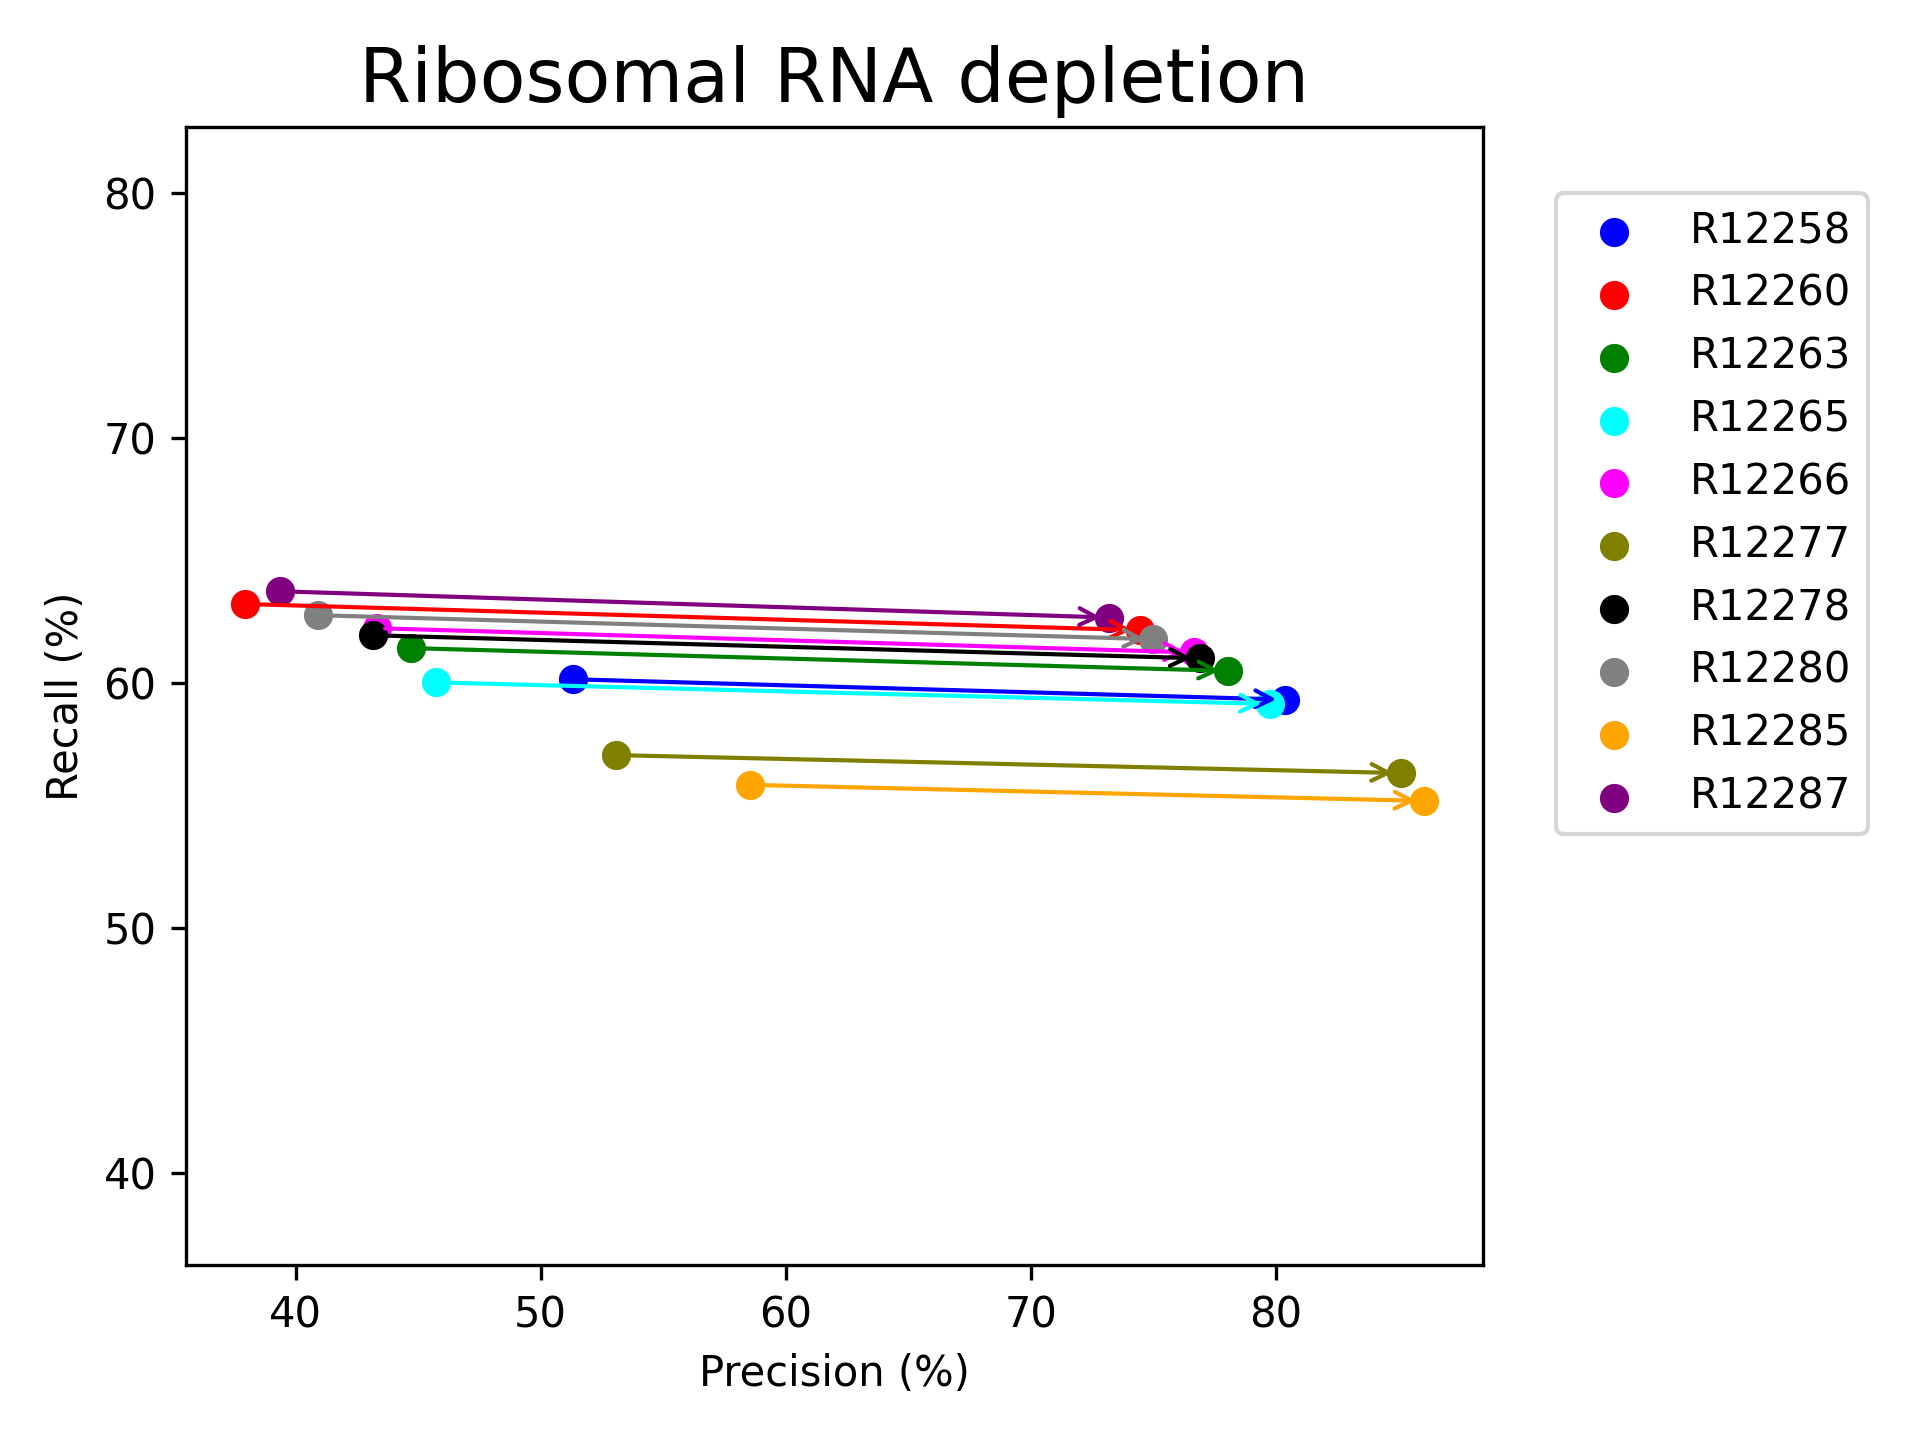 Ribosomal RNA depletion
80
70
60
50
40
Recall (%)
40 50 60 70 80
Precision (%)
R12258
R12260
R12263
R12265
R12266
R12277
R12278
R12280
R12285
R12287